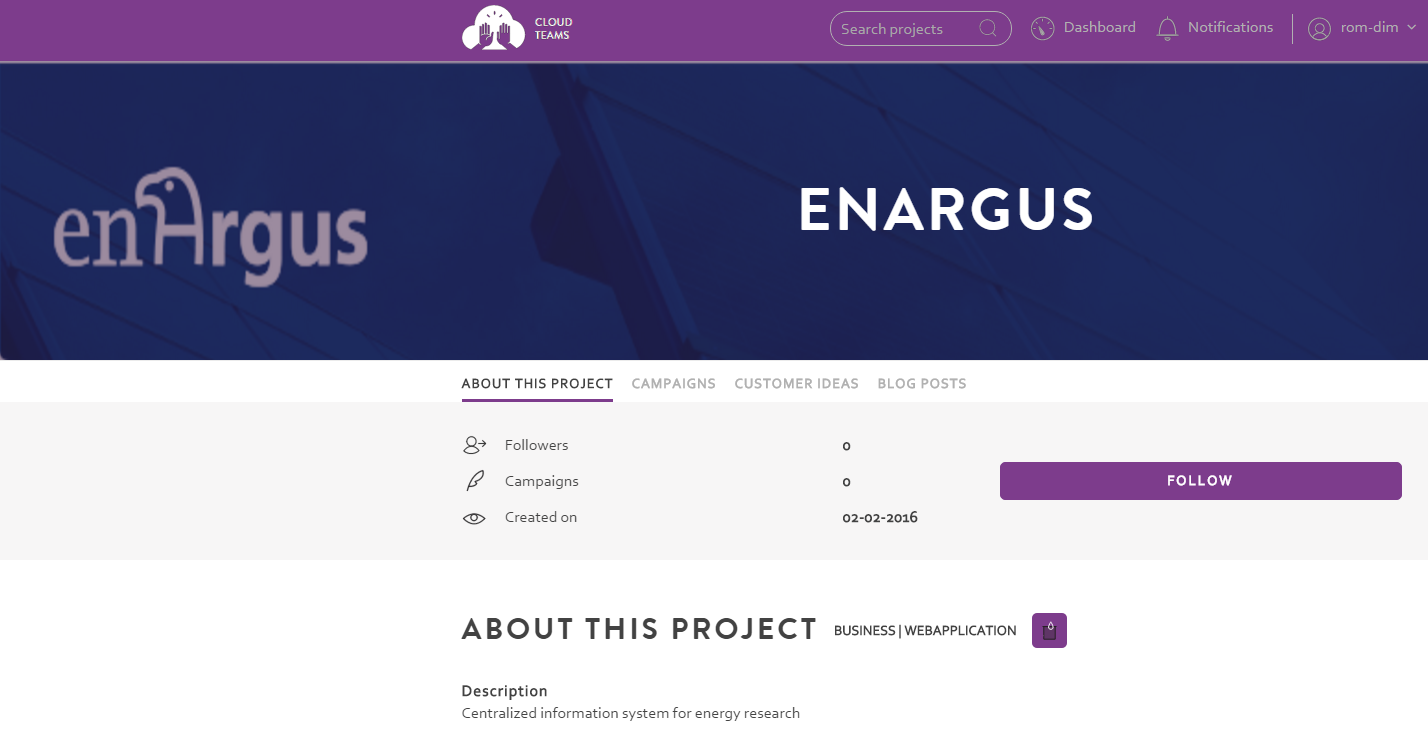 CLOUD
TEAMS
Search projects
Dashboard
Notifications
rom-dim
enArgus
ENARGUS
ABOUT THIS PROJECT CAMPAIGNS CUSTOMER IDEAS BLOG POSTS
Followers 0
Campaigns 0
FOLLOW
Created on 02-02-2016
ABOUT THIS PROJECT BUSINESS | WEBAPPLICATION
Description
Centralized information system for energy research